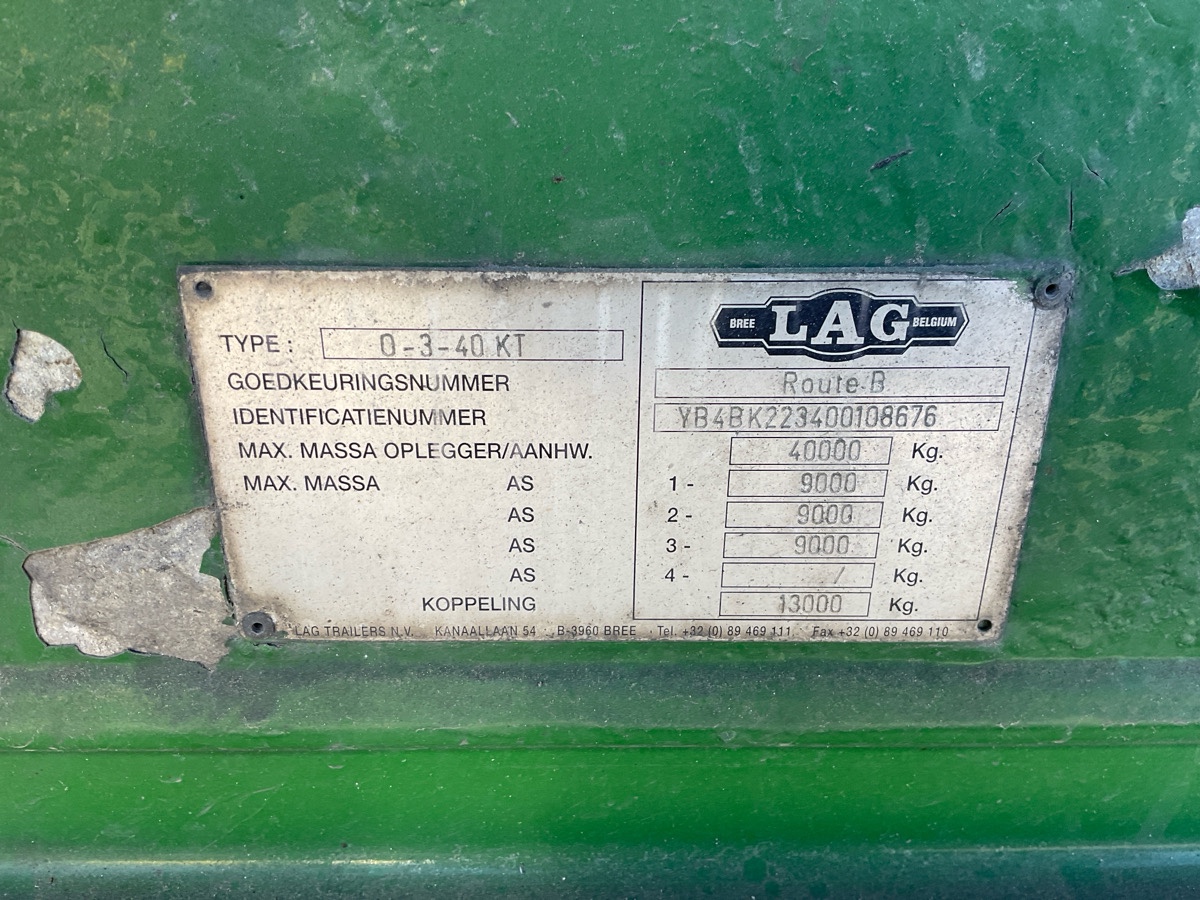 BREE LAG BELGIUM
TYPE : 0-3-40 KT
GOEDKEURINGSNUMMER Route B
IDENTIFICATIENUMMER YB4BK223400108676
MAX. MASSA OPLEGGER/AANHW. 40000 Kg.
MAX. MASSA AS 1 - 9000 Kg.
AS 2 - 9000 Kg.
AS 3 - 9000 Kg.
AS 4 - / Kg.
KOPPELING 13000 Kg.
LAG TRAILERS N.V. KANAALLAAN 54 B-3960 BREE Tel. +32 (0) 89 469 111 Fax +32 (0) 89 469 110